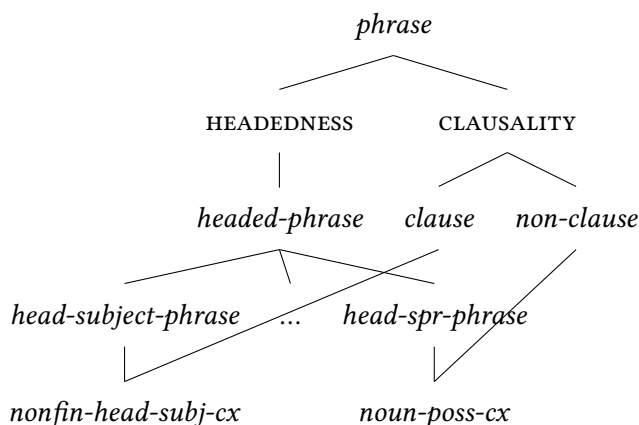 phrase
HEADEDNESS CLAUSALITY
headed-phrase clause non-clause
head-subject-phrase ... head-spr-phrase
nonfin-head-subj-cx noun-poss-cx